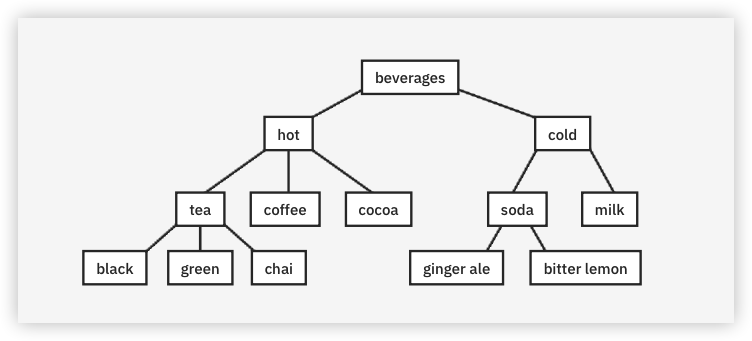 beverages
hot
cold
tea
coffee
cocoa
soda
milk
black
green
chai
ginger ale
bitter lemon